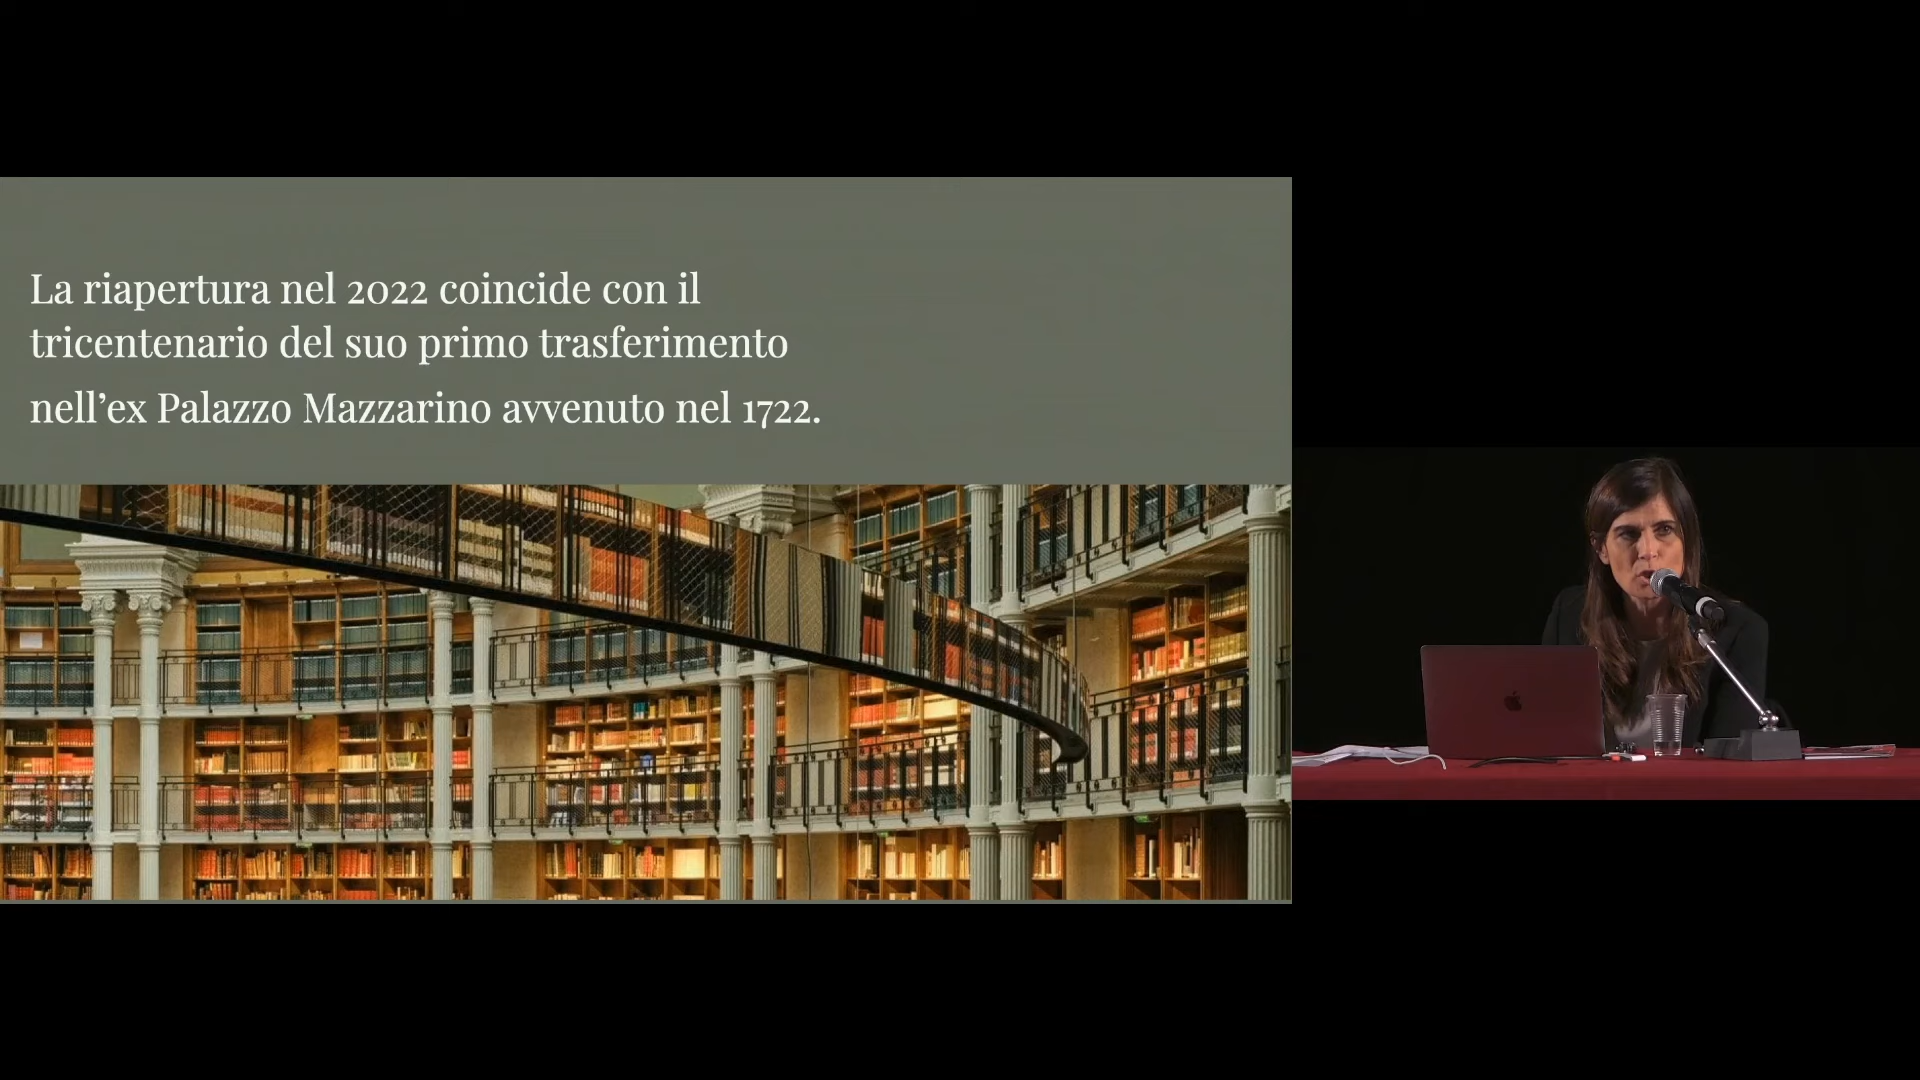 La riapertura nel 2022 coincide con il
tricentenario del suo primo trasferimento
nell’ex Palazzo Mazzarino avvenuto nel 1722.